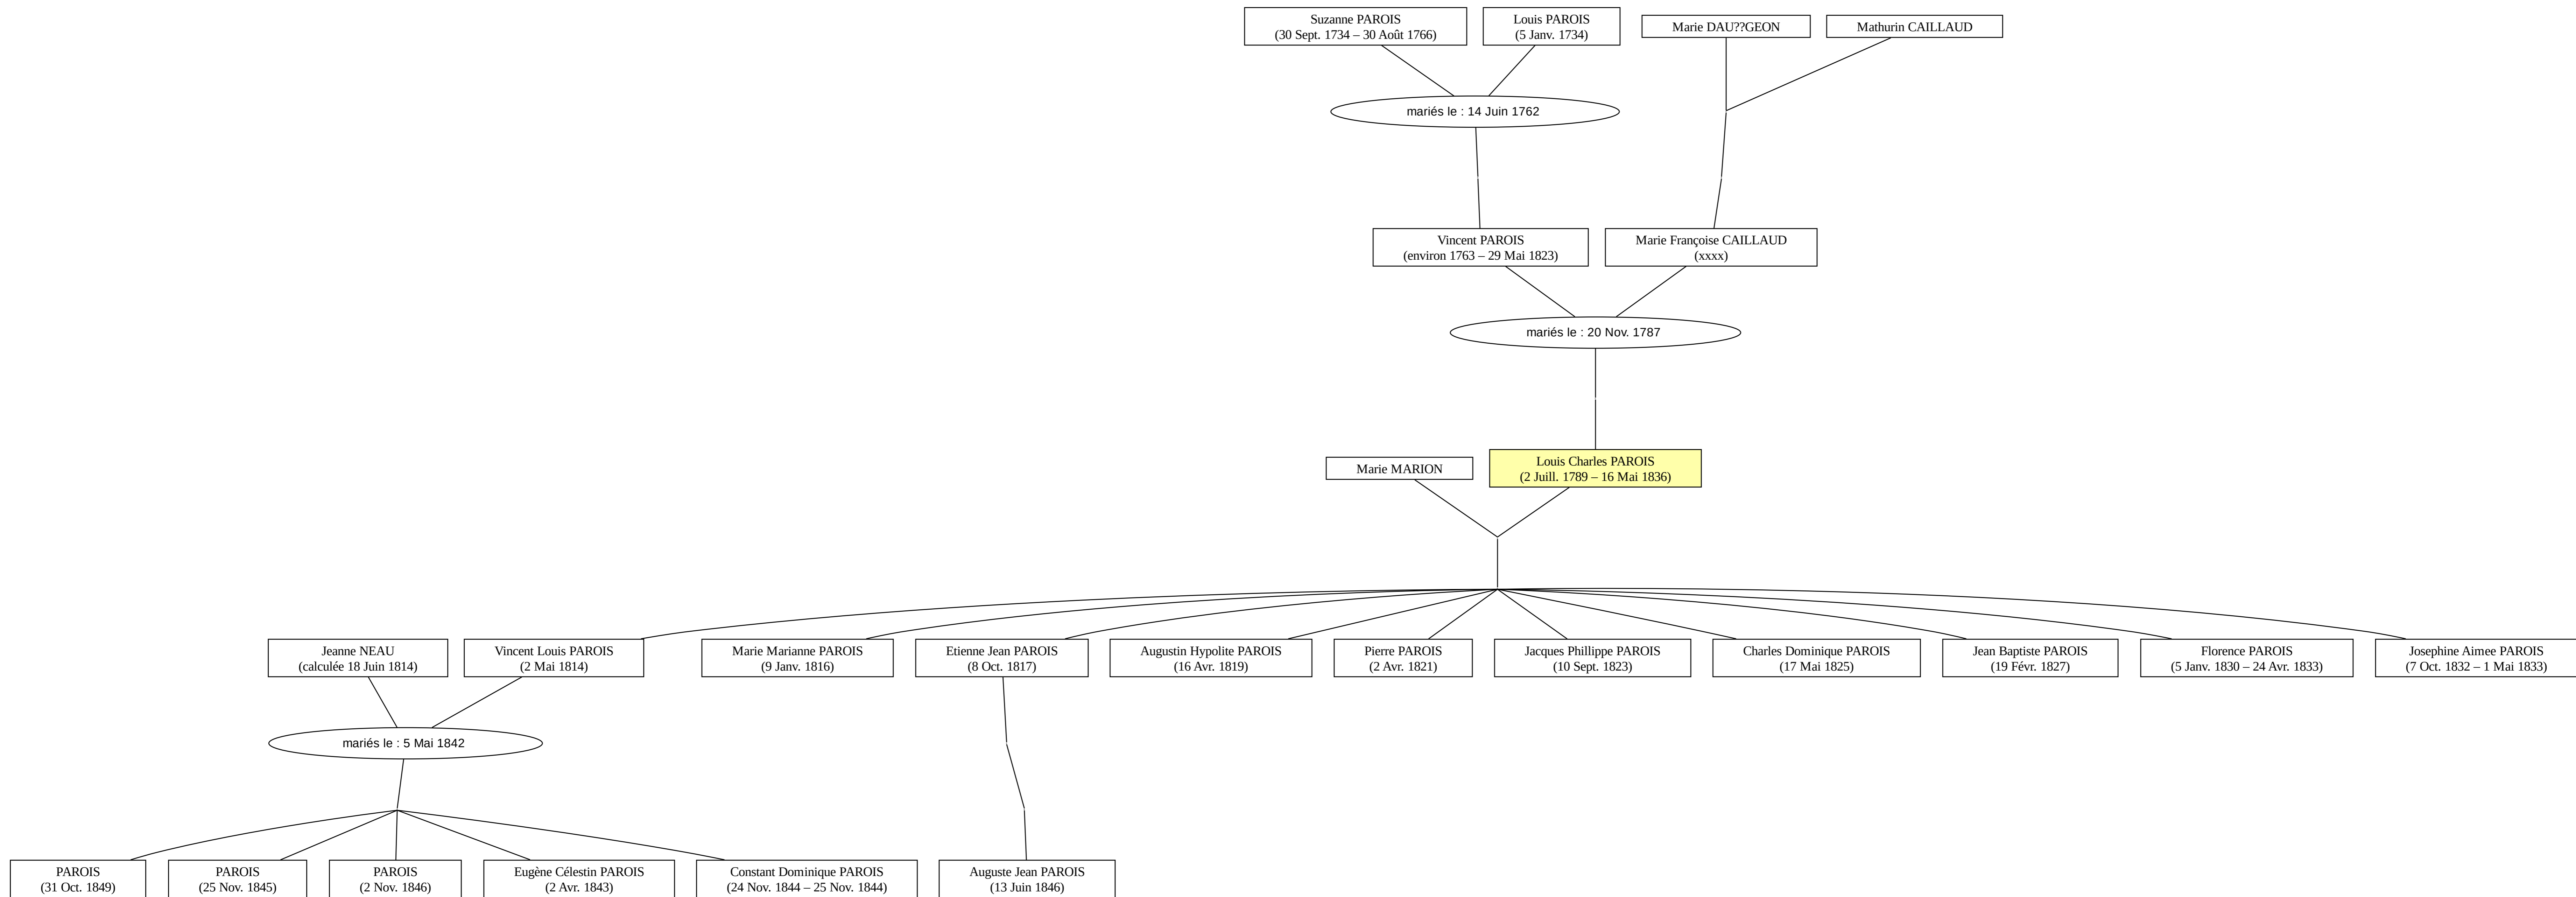 Suzanne PAROIS
(30 Sept. 1734 – 30 Août 1766)
Louis PAROIS
(5 Janv. 1734)
Marie DAU??GEON
Mathurin CAILLAUD
mariés le : 14 Juin 1762
Vincent PAROIS
(environ 1763 – 29 Mai 1823)
Marie Françoise CAILLAUD
(xxxx)
mariés le : 20 Nov. 1787
Marie MARION
Louis Charles PAROIS
(2 Juill. 1789 – 16 Mai 1836)
Jeanne NEAU
(calculée 18 Juin 1814)
Vincent Louis PAROIS
(2 Mai 1814)
Marie Marianne PAROIS
(9 Janv. 1816)
Etienne Jean PAROIS
(8 Oct. 1817)
Augustin Hypolite PAROIS
(16 Avr. 1819)
Pierre PAROIS
(2 Avr. 1821)
Jacques Phillippe PAROIS
(10 Sept. 1823)
Charles Dominique PAROIS
(17 Mai 1825)
Jean Baptiste PAROIS
(19 Févr. 1827)
Florence PAROIS
(5 Janv. 1830 – 24 Avr. 1833)
Josephine Aimee PAROIS
(7 Oct. 1832 – 1 Mai 1833)
mariés le : 5 Mai 1842
PAROIS
(31 Oct. 1849)
PAROIS
(25 Nov. 1845)
PAROIS
(2 Nov. 1846)
Eugène Célestin PAROIS
(2 Avr. 1843)
Constant Dominique PAROIS
(24 Nov. 1844 – 25 Nov. 1844)
Auguste Jean PAROIS
(13 Juin 1846)